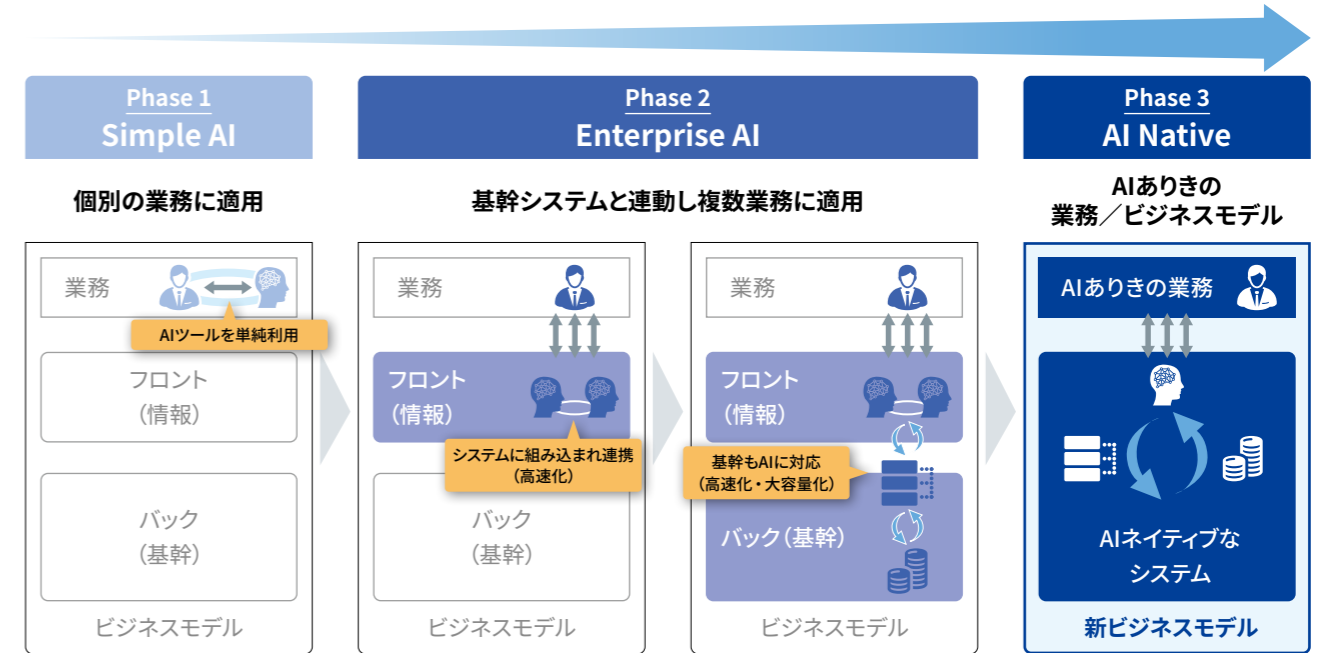 Phase 1
Simple AI
Phase 2
Enterprise AI
Phase 3
AI Native
個別の業務に適用
基幹システムと連動し複数業務に適用
AIありきの
業務／ビジネスモデル
業務
AIツールを単純利用
フロント
（情報）
バック
（基幹）
ビジネスモデル
業務
フロント
（情報）
システムに組み込まれ連携
（高速化）
バック
（基幹）
ビジネスモデル
業務
フロント
（情報）
基幹もAIに対応
（高速化・大容量化）
バック（基幹）
ビジネスモデル
AIありきの業務
AIネイティブな
システム
新ビジネスモデル